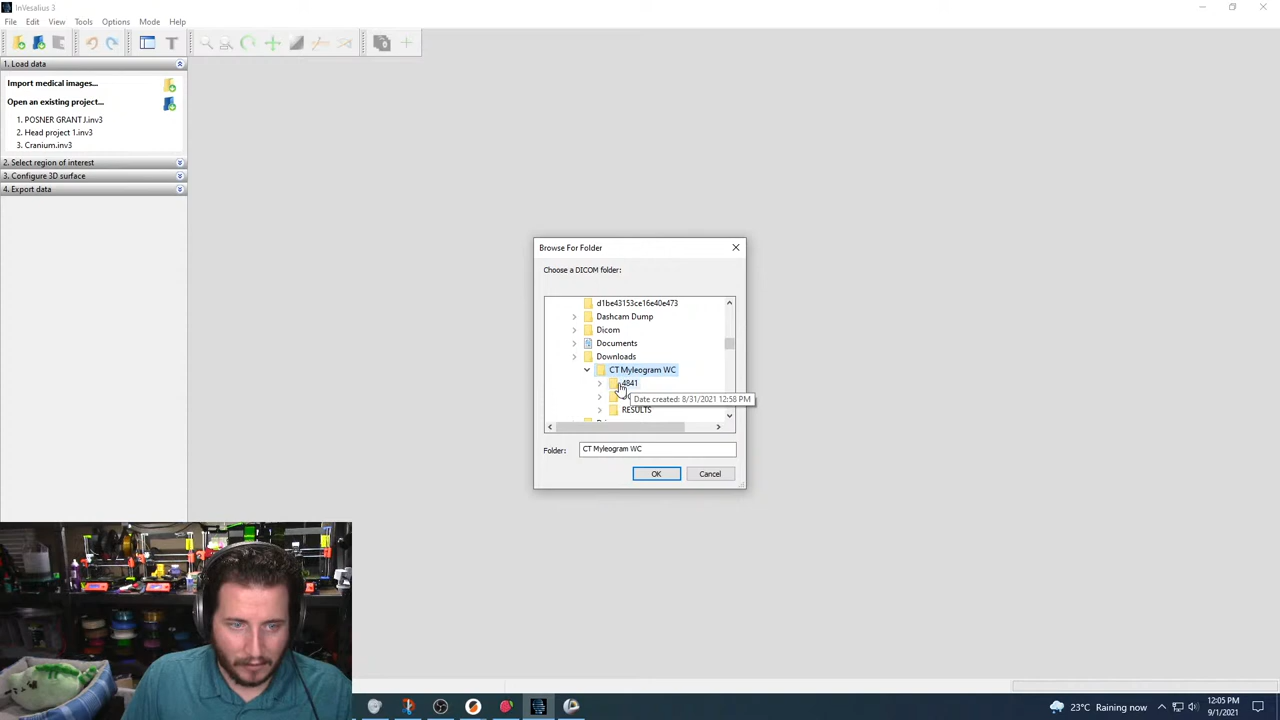 InVesalius 3
File Edit View Tools Options Mode Help
1. Load data
Import medical images...
Open an existing project...
1. POSNER GRANT J.inv3
2. Head project 1.inv3
3. Cranium.inv3
2. Select region of interest
3. Configure 3D surface
4. Export data
Browse For Folder
Choose a DICOM folder:
d1be43153ce16e40e473
Dashcam Dump
Dicom
Documents
Downloads
CT Myleogram WC
4841
Date created: 8/31/2021 12:58 PM
RESULTS
Folder: CT Myleogram WC
OK Cancel
23°C Raining now
12:05 PM
9/1/2021